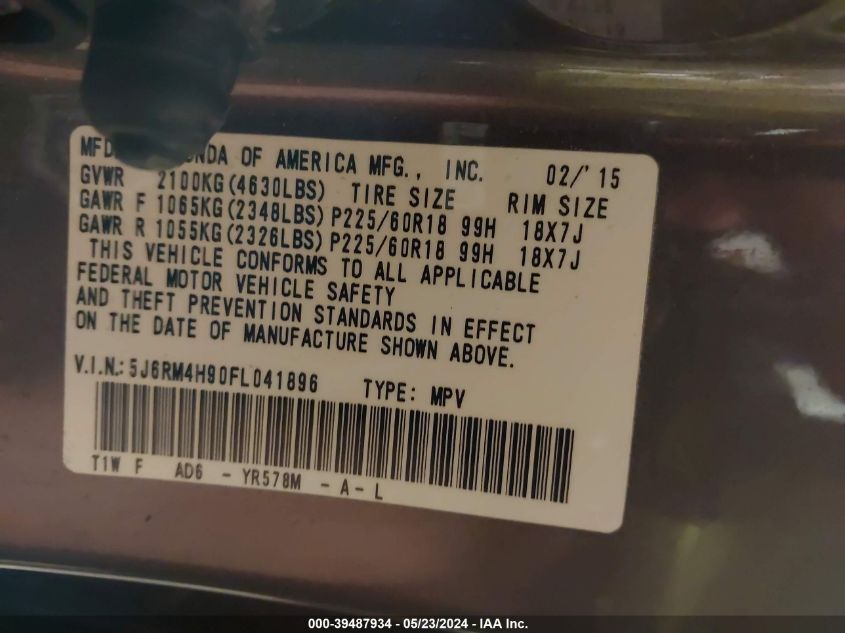 MFD. HONDA OF AMERICA MFG., INC. 02/'15
GVWR 2100KG(4630LBS) TIRE SIZE RIM SIZE
GAWR F 1065KG(2348LBS) P225/60R18 99H 18X7J
GAWR R 1055KG(2326LBS) P225/60R18 99H 18X7J
THIS VEHICLE CONFORMS TO ALL APPLICABLE
FEDERAL MOTOR VEHICLE SAFETY
AND THEFT PREVENTION STANDARDS IN EFFECT
ON THE DATE OF MANUFACTURE SHOWN ABOVE.
V.I.N.: 5J6RM4H90FL041896 TYPE: MPV
T1W F AD6 - YR578M - A - L
000-39487934 - 05/23/2024 - IAA Inc.